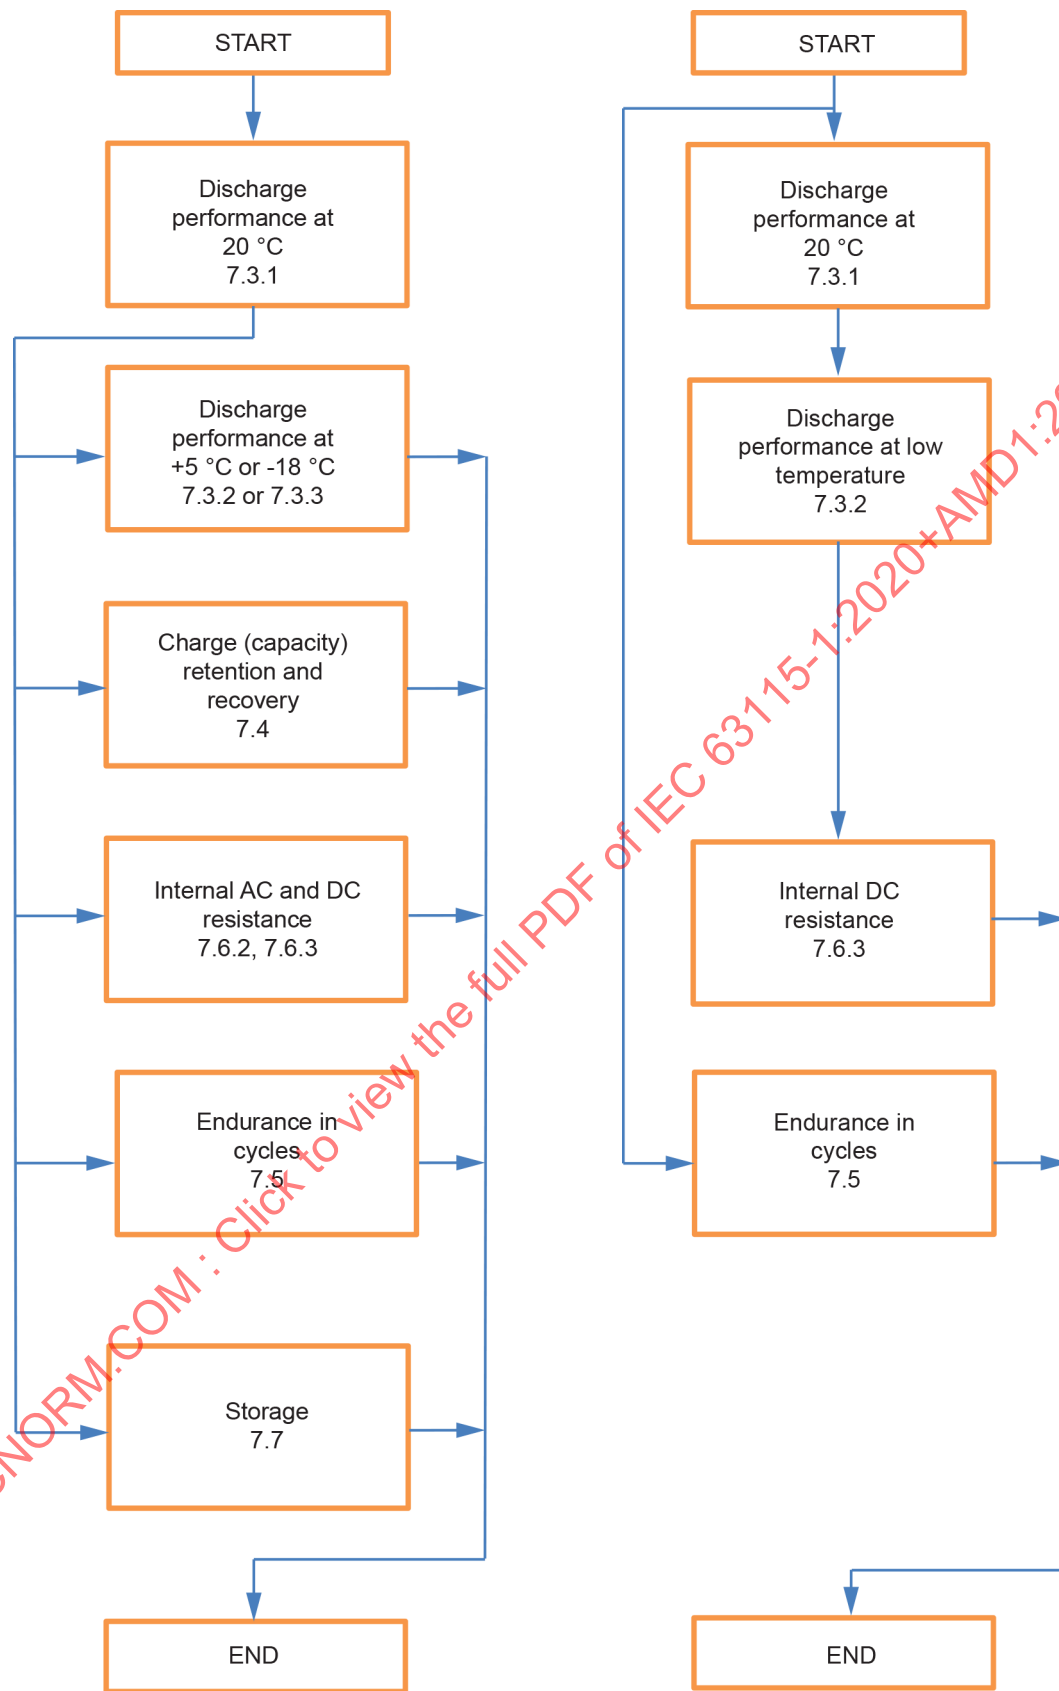 START
Discharge
performance at
20 °C
7.3.1
Discharge
performance at
+5 °C or -18 °C
7.3.2 or 7.3.3
Charge (capacity)
retention and
recovery
7.4
Internal AC and DC
resistance
7.6.2, 7.6.3
Endurance in
cycles
7.5
Storage
7.7
END
START
Discharge
performance at
20 °C
7.3.1
Discharge
performance at low
temperature
7.3.2
Internal DC
resistance
7.6.3
Endurance in
cycles
7.5
END
CNORM.COM : Click to view the full PDF of IEC 63115-1:2020+AMD1:20